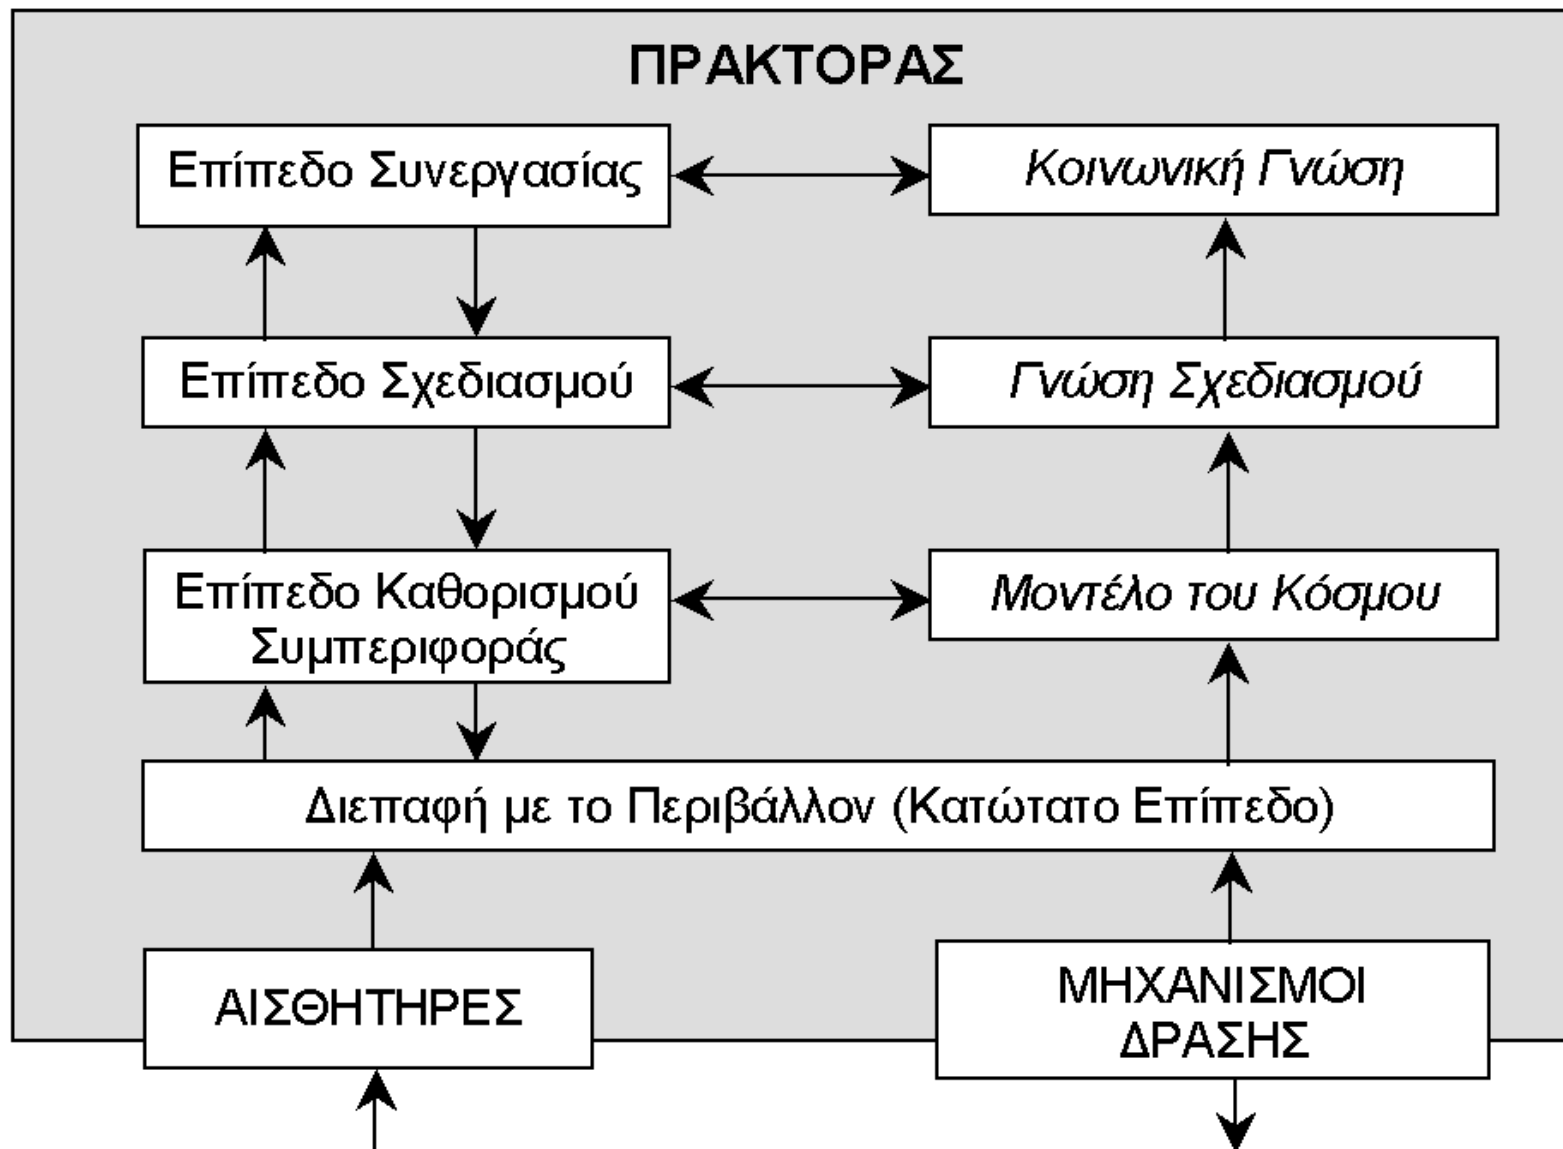 ΠΡΑΚΤΟΡΑΣ
Επίπεδο Συνεργασίας
Κοινωνική Γνώση
Επίπεδο Σχεδιασμού
Γνώση Σχεδιασμού
Επίπεδο Καθορισμού
Συμπεριφοράς
Μοντέλο του Κόσμου
Διεπαφή με το Περιβάλλον (Κατώτατο Επίπεδο)
ΑΙΣΘΗΤΗΡΕΣ
ΜΗΧΑΝΙΣΜΟΙ
ΔΡΑΣΗΣ